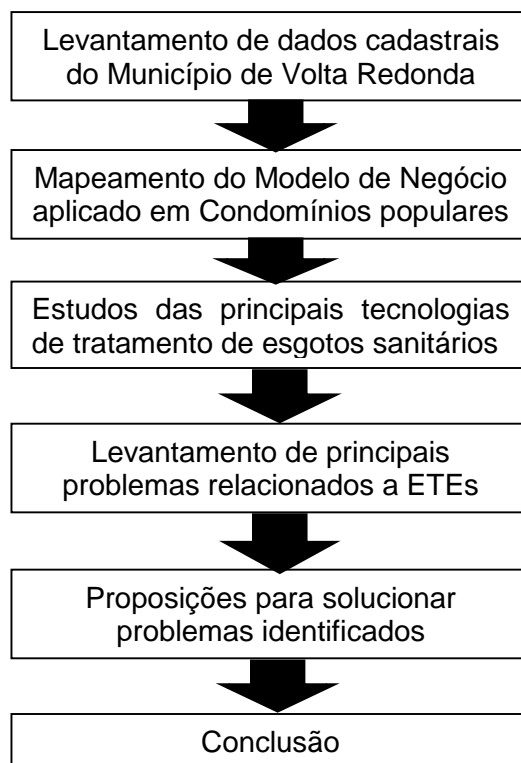 Levantamento de dados cadastrais
do Município de Volta Redonda
Mapeamento do Modelo de Negócio
aplicado em Condomínios populares
Estudos das principais tecnologias
de tratamento de esgotos sanitários
Levantamento de principais
problemas relacionados a ETEs
Proposições para solucionar
problemas identificados
Conclusão